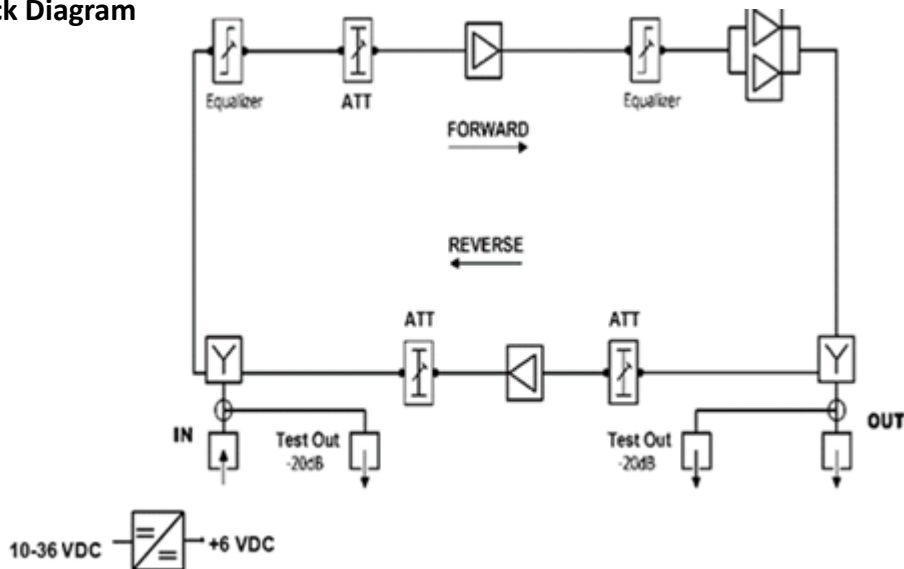 ck Diagram
Equalizer
ATT
Equalizer
FORWARD
REVERSE
ATT
ATT
IN
Test Out
-20dB
Test Out
-20dB
OUT
10-36 VDC
+6 VDC